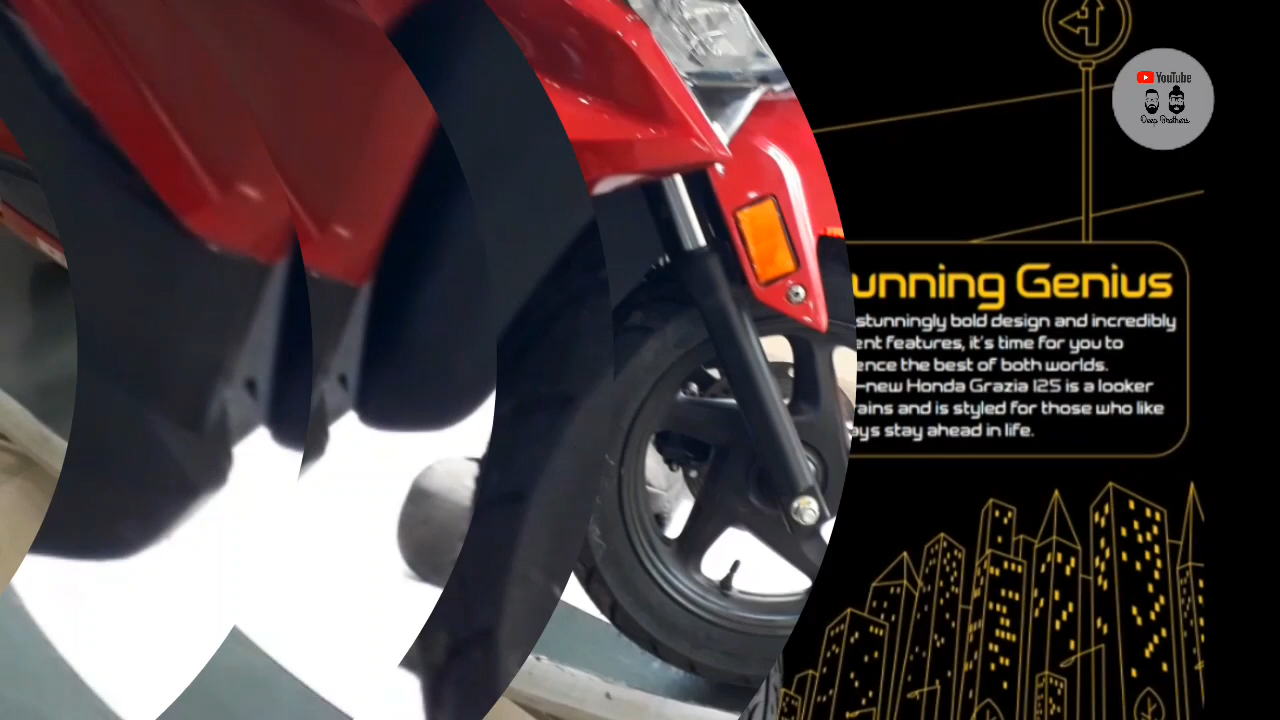 YouTube
Deep Brothers
unning Genius
stunningly bold design and incredibly
ent features, it's time for you to
ence the best of both worlds.
-new Honda Grazia 125 is a looker
rains and is styled for those who like
ays stay ahead in life.